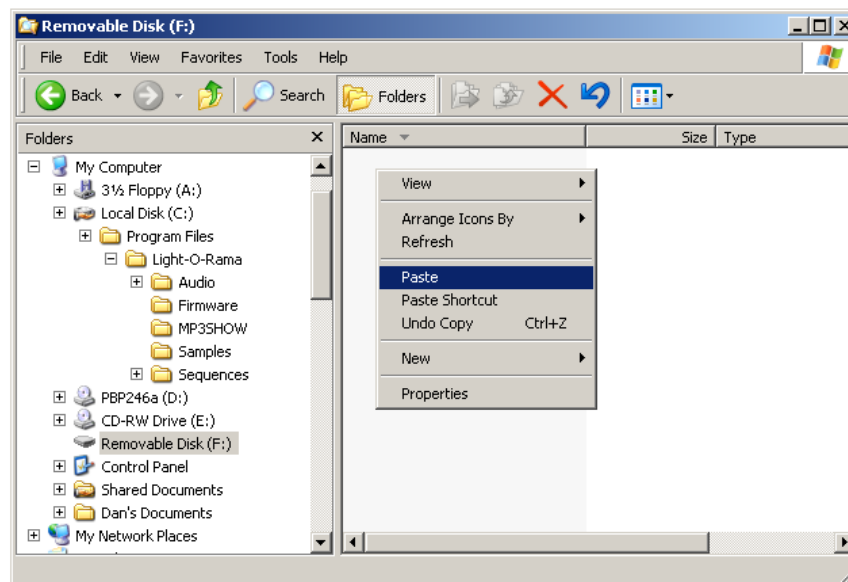 Removable Disk (F:)
File Edit View Favorites Tools Help
Back Search Folders
Folders
Name Size Type
My Computer
3½ Floppy (A:)
Local Disk (C:)
Program Files
Light-O-Rama
Audio
Firmware
MP3SHOW
Samples
Sequences
PBP246a (D:)
CD-RW Drive (E:)
Removable Disk (F:)
Control Panel
Shared Documents
Dan's Documents
My Network Places
View
Arrange Icons By
Refresh
Paste
Paste Shortcut
Undo Copy Ctrl+Z
New
Properties